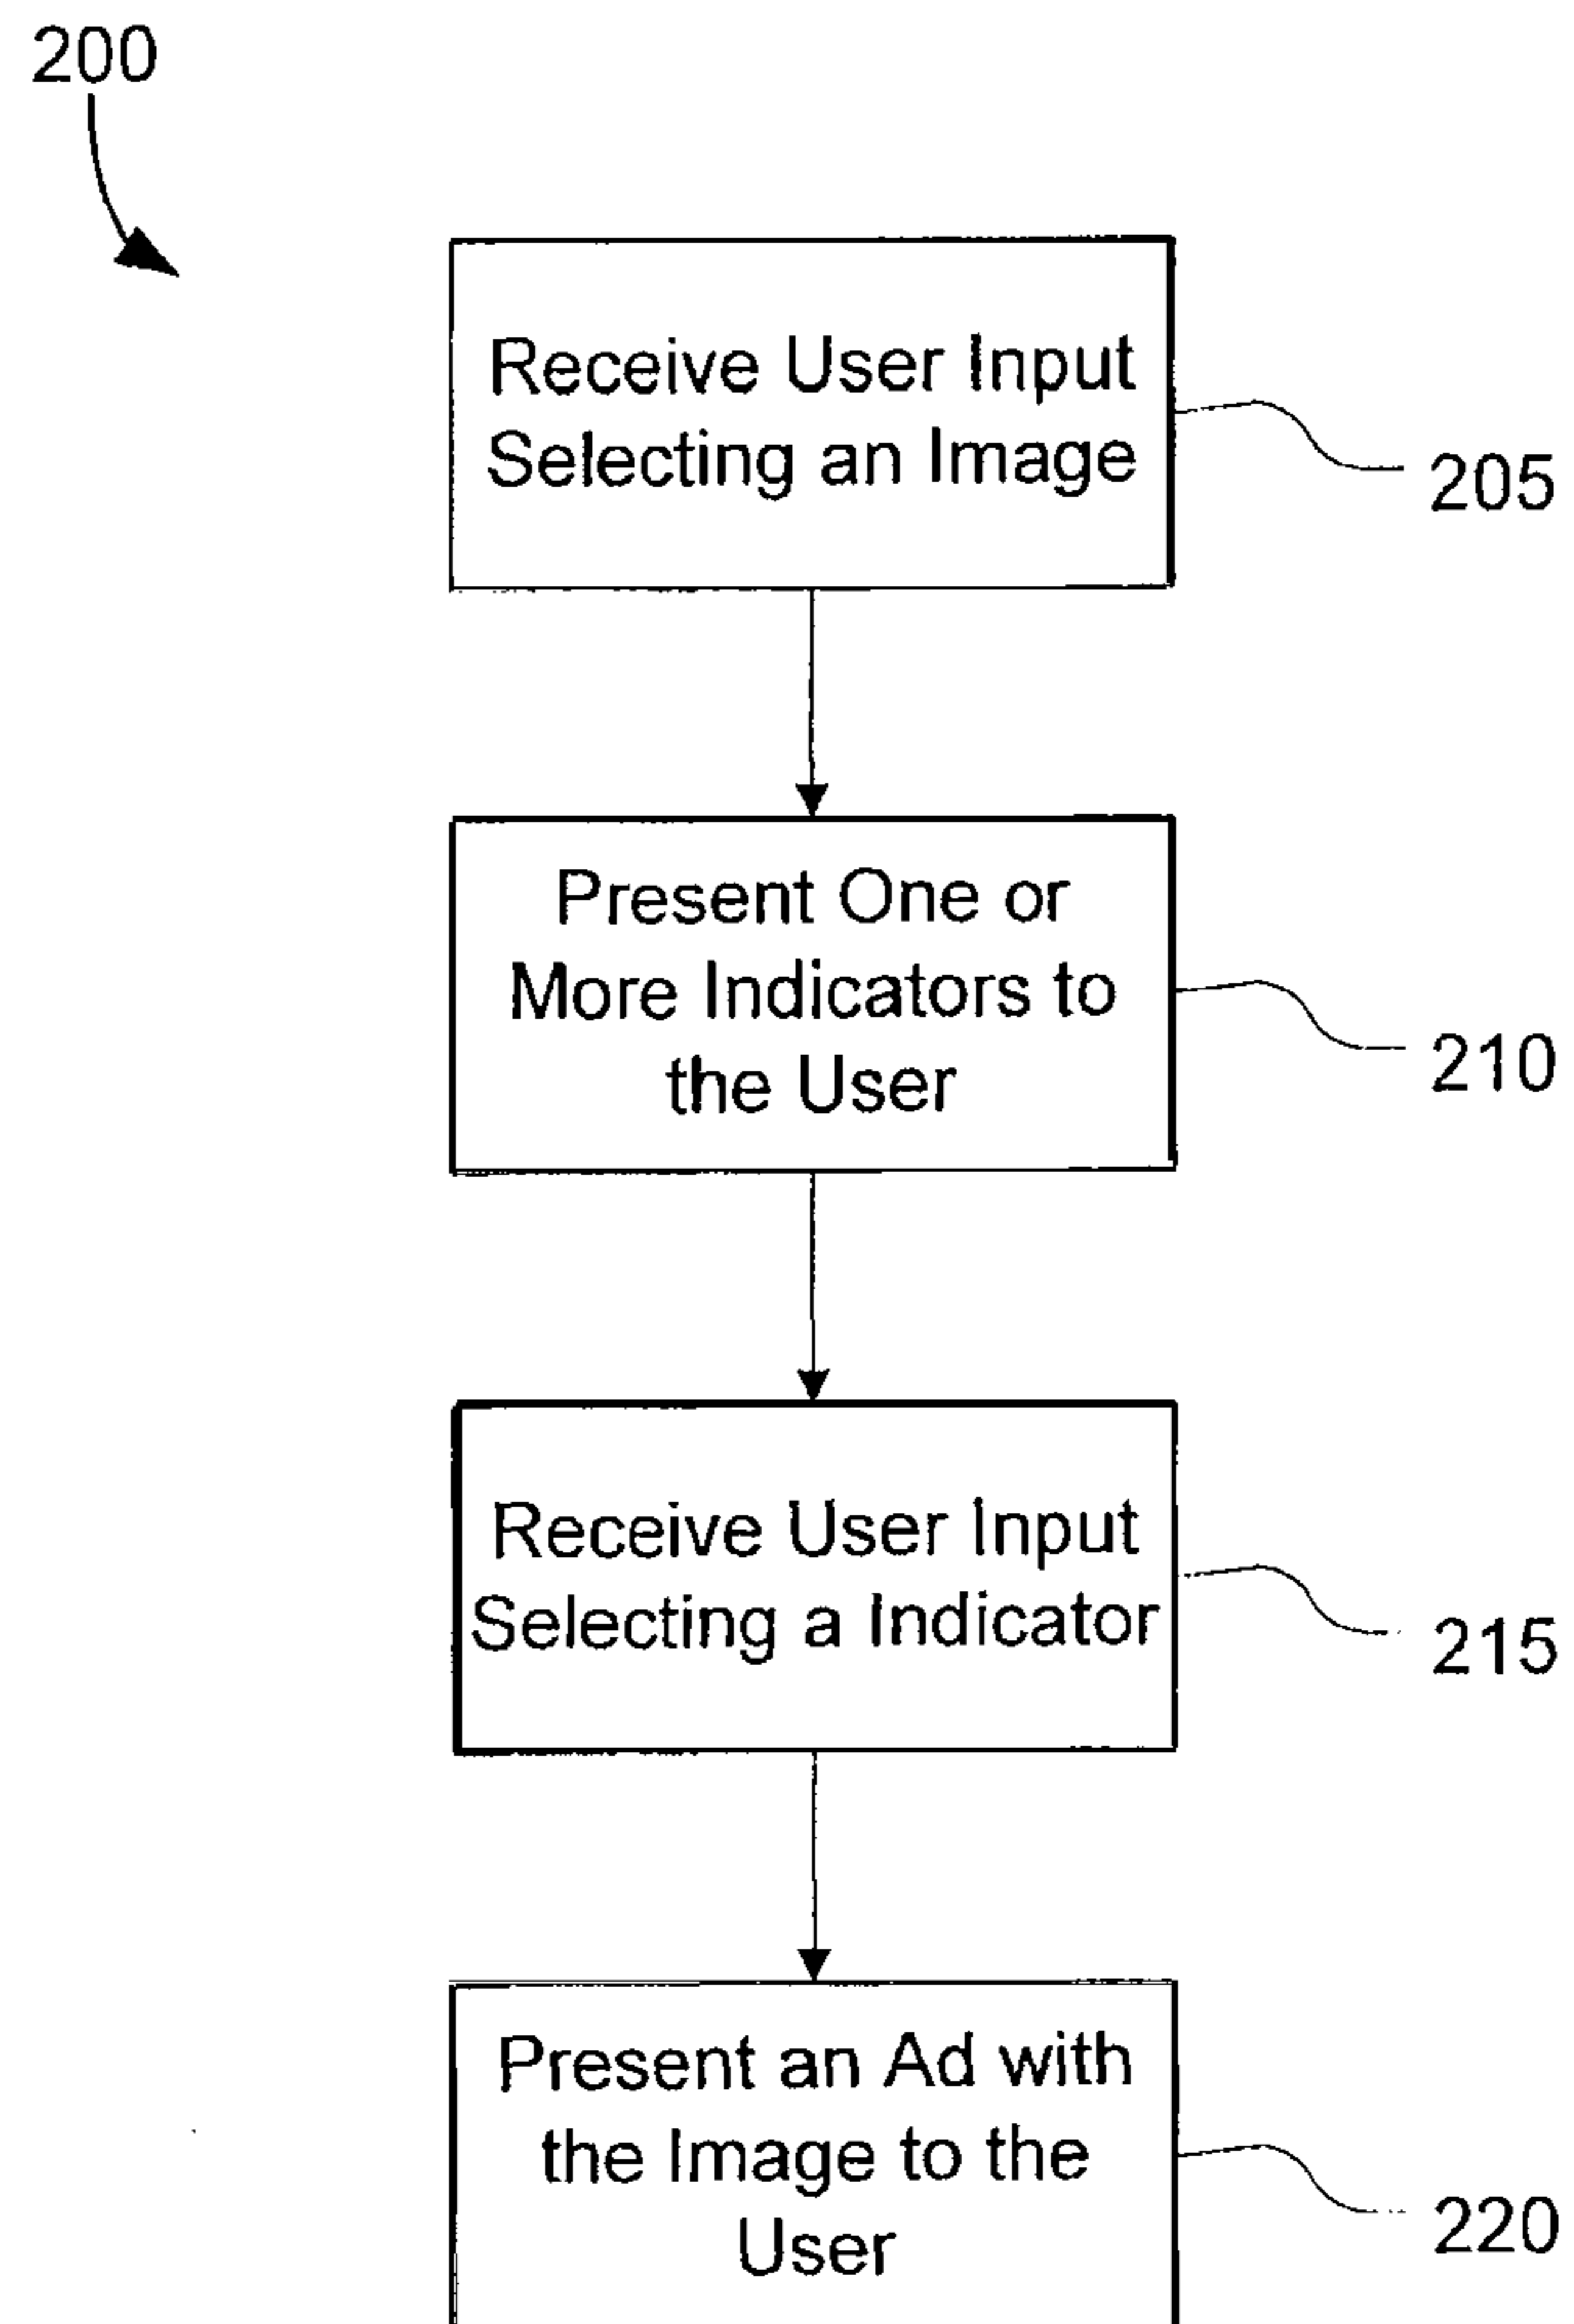 200
Receive User Input
Selecting an Image
205
Present One or
More Indicators to
the User
210
Receive User Input
Selecting a Indicator
215
Present an Ad with
the Image to the
User
220